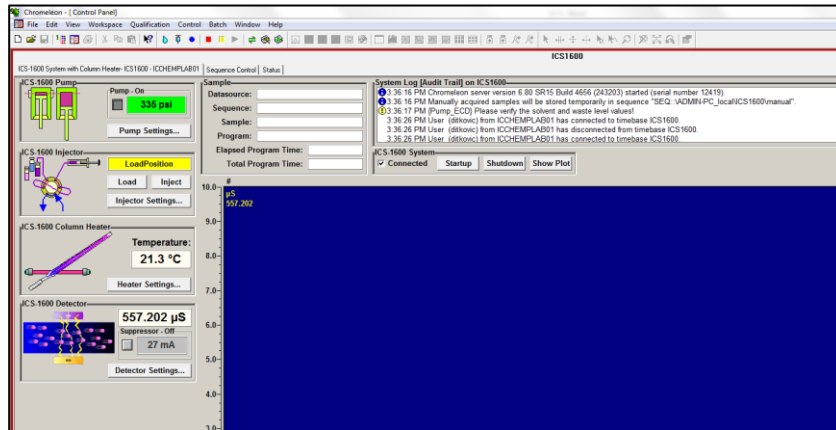 Chromeleon - [ Control Panel]
File Edit View Workspace Qualification Control Batch Window Help
ICS1600
ICS-1600 System with Column Heater- ICS1600 - ICCHEMPLAB01 Sequence Control Status
ICS-1600 Pump
Pump - On
335 psi
Pump Settings...
ICS-1600 Injector
LoadPosition
Load Inject
Injector Settings...
ICS-1600 Column Heater
Temperature:
21.3 °C
Heater Settings...
ICS-1600 Detector
557.202 µS
Suppressor - Off
27 mA
Detector Settings...
Sample
Datasource:
Sequence:
Sample:
Program:
Elapsed Program Time:
Total Program Time:
System Log [Audit Trail] on ICS1600
3:36:16 PM Chromeleon server version 6.80 SR15 Build 4656 (243203) started (serial number 12419).
3:36:16 PM Manually acquired samples will be stored temporarily in sequence "SEQ::\ADMIN-PC_local\ICS1600\manual".
3:36:17 PM {Pump_ECD} Please verify the solvent and waste level values!
3:36:26 PM User (ditkovic) from ICCHEMPLAB01 has connected to timebase ICS1600.
3:36:26 PM User (ditkovic) from ICCHEMPLAB01 has disconnected from timebase ICS1600.
3:36:26 PM User (ditkovic) from ICCHEMPLAB01 has connected to timebase ICS1600.
ICS-1600 System
Connected Startup Shutdown Show Plot
#
µS
557.202
10.0
9.0
8.0
7.0
6.0
5.0
4.0
3.0